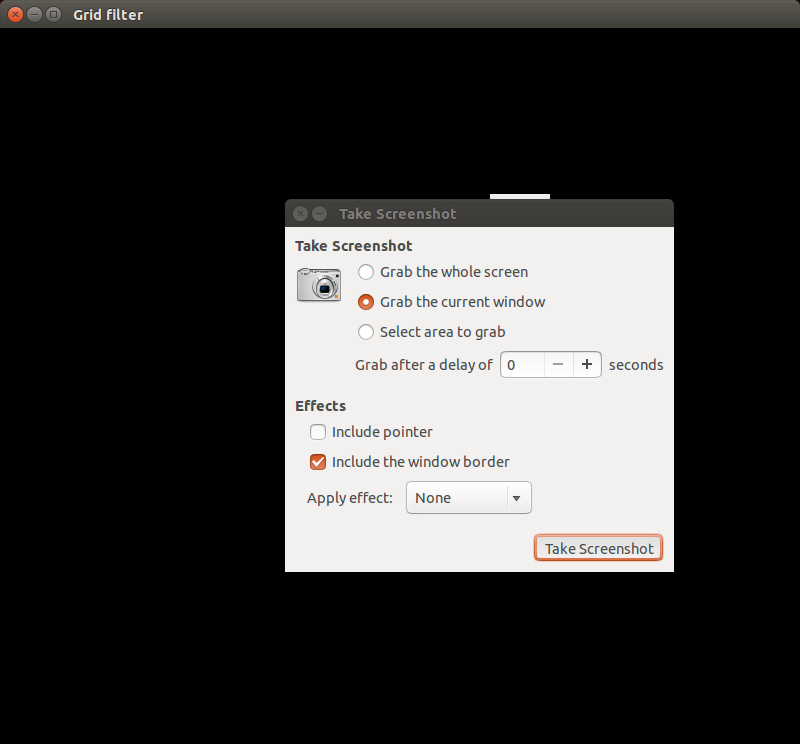 Grid filter
Take Screenshot
Take Screenshot
Grab the whole screen
Grab the current window
Select area to grab
Grab after a delay of 0 seconds
Effects
Include pointer
Include the window border
Apply effect: None
Take Screenshot